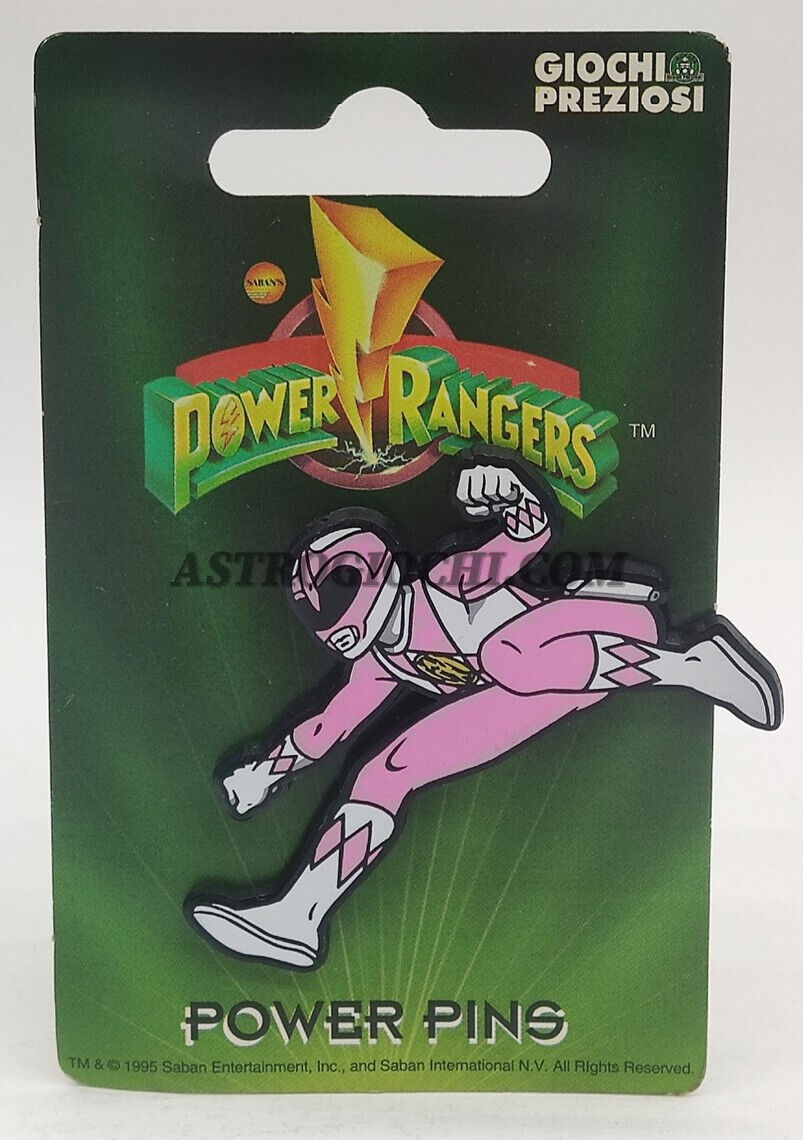 GIOCHI
PREZIOSI
SABAN'S
POWER RANGERS TM
ASTROGIOCHI.COM
POWER PINS
TM & © 1995 Saban Entertainment, Inc., and Saban International N.V. All RIghts Reserved.